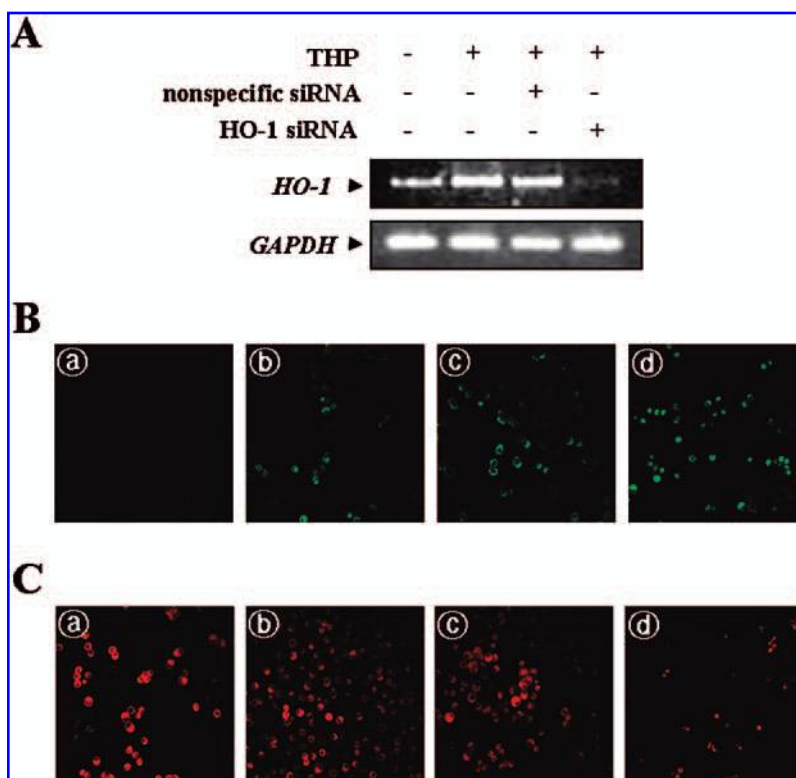 A
THP - + + +
nonspecific siRNA - - + -
HO-1 siRNA - - - +
HO-1
GAPDH
B
a b c d
C
a b c d